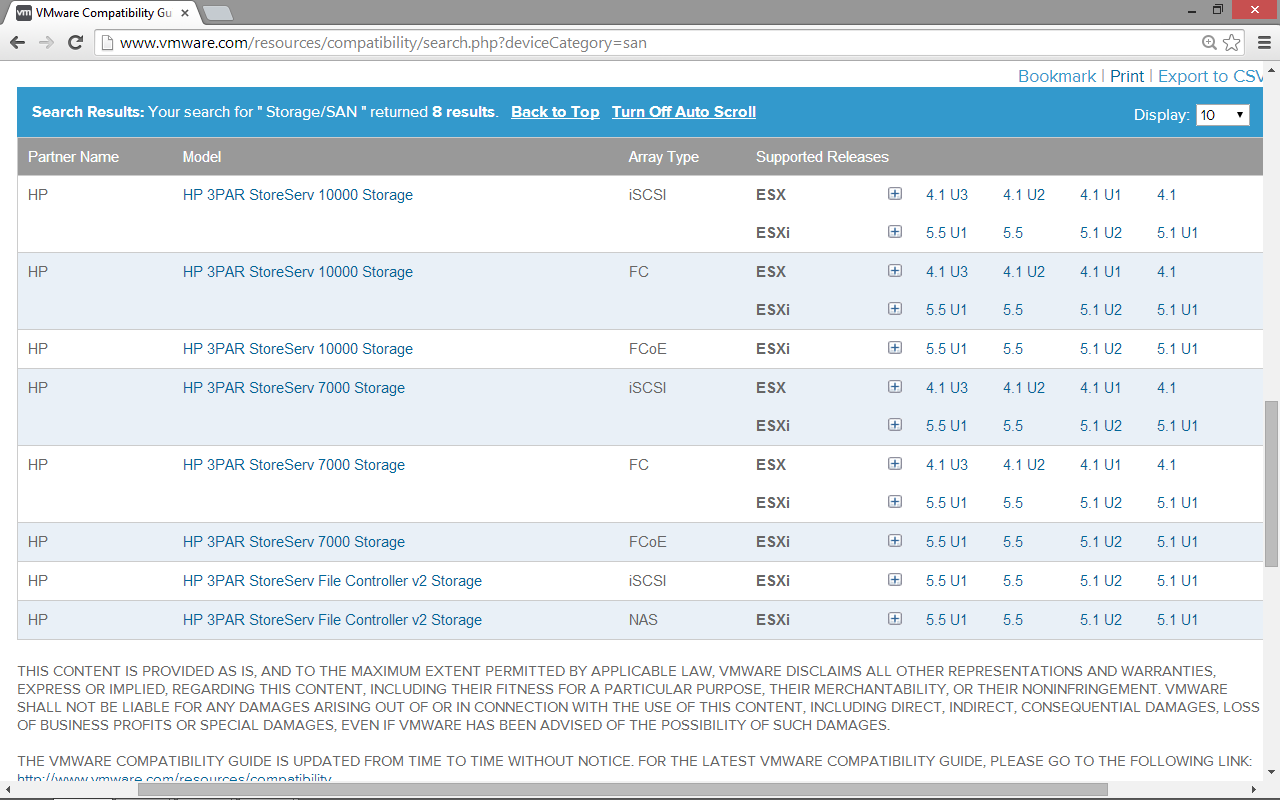 VMware Compatibility Gu
www.vmware.com/resources/compatibility/search.php?deviceCategory=san
Bookmark | Print | Export to CSV
Search Results: Your search for " Storage/SAN " returned 8 results. Back to Top Turn Off Auto Scroll Display: 10
Partner Name Model Array Type Supported Releases
HP HP 3PAR StoreServ 10000 Storage iSCSI ESX 4.1 U3 4.1 U2 4.1 U1 4.1
ESXi 5.5 U1 5.5 5.1 U2 5.1 U1
HP HP 3PAR StoreServ 10000 Storage FC ESX 4.1 U3 4.1 U2 4.1 U1 4.1
ESXi 5.5 U1 5.5 5.1 U2 5.1 U1
HP HP 3PAR StoreServ 10000 Storage FCoE ESXi 5.5 U1 5.5 5.1 U2 5.1 U1
HP HP 3PAR StoreServ 7000 Storage iSCSI ESX 4.1 U3 4.1 U2 4.1 U1 4.1
ESXi 5.5 U1 5.5 5.1 U2 5.1 U1
HP HP 3PAR StoreServ 7000 Storage FC ESX 4.1 U3 4.1 U2 4.1 U1 4.1
ESXi 5.5 U1 5.5 5.1 U2 5.1 U1
HP HP 3PAR StoreServ 7000 Storage FCoE ESXi 5.5 U1 5.5 5.1 U2 5.1 U1
HP HP 3PAR StoreServ File Controller v2 Storage iSCSI ESXi 5.5 U1 5.5 5.1 U2 5.1 U1
HP HP 3PAR StoreServ File Controller v2 Storage NAS ESXi 5.5 U1 5.5 5.1 U2 5.1 U1
THIS CONTENT IS PROVIDED AS IS, AND TO THE MAXIMUM EXTENT PERMITTED BY APPLICABLE LAW, VMWARE DISCLAIMS ALL OTHER REPRESENTATIONS AND WARRANTIES,
EXPRESS OR IMPLIED, REGARDING THIS CONTENT, INCLUDING THEIR FITNESS FOR A PARTICULAR PURPOSE, THEIR MERCHANTABILITY, OR THEIR NONINFRINGEMENT. VMWARE
SHALL NOT BE LIABLE FOR ANY DAMAGES ARISING OUT OF OR IN CONNECTION WITH THE USE OF THIS CONTENT, INCLUDING DIRECT, INDIRECT, CONSEQUENTIAL DAMAGES, LOSS
OF BUSINESS PROFITS OR SPECIAL DAMAGES, EVEN IF VMWARE HAS BEEN ADVISED OF THE POSSIBILITY OF SUCH DAMAGES.
THE VMWARE COMPATIBILITY GUIDE IS UPDATED FROM TIME TO TIME WITHOUT NOTICE. FOR THE LATEST VMWARE COMPATIBILITY GUIDE, PLEASE GO TO THE FOLLOWING LINK:
http://www.vmware.com/resources/compatibility